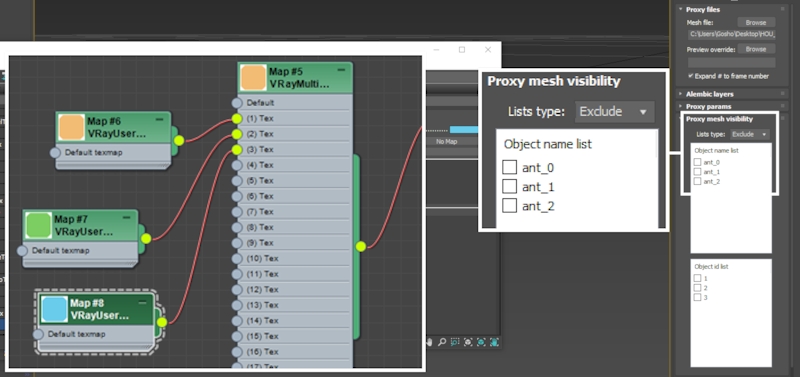 Map #5
VRayMulti...
Default
(1) Tex
(2) Tex
(3) Tex
(4) Tex
(5) Tex
(6) Tex
(7) Tex
(8) Tex
(9) Tex
(10) Tex
(11) Tex
(12) Tex
(13) Tex
(14) Tex
(15) Tex
(16) Tex
(17) Tex
Map #6
VRayUser...
Default texmap
Map #7
VRayUser...
Default texmap
Map #8
VRayUser...
Default texmap
No Map
Proxy mesh visibility
Lists type: Exclude
Object name list
ant_0
ant_1
ant_2
Proxy files
Mesh file: Browse
C:\Users\Gosho\Desktop\HOU_
Preview override: Browse
Expand # to frame number
Alembic layers
Proxy params
Proxy mesh visibility
Lists type: Exclude
Object name list
ant_0
ant_1
ant_2
Object id list
1
2
3